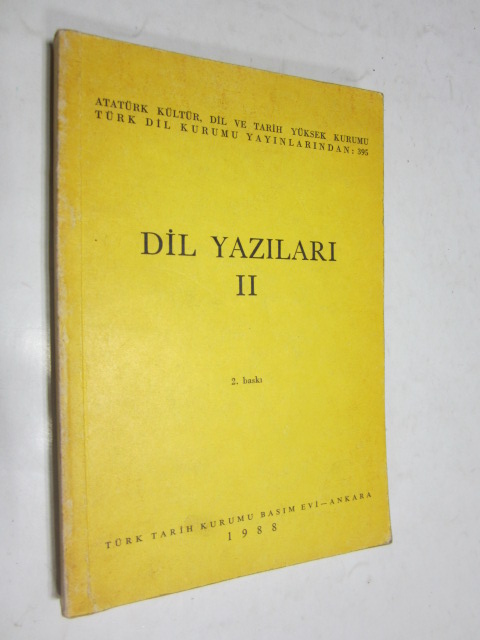 ATATÜRK KÜLTÜR, DİL VE TARİH YÜKSEK KURUMU
TÜRK DİL KURUMU YAYINLARINDAN: 395
DİL YAZILARI
II
2. baskı
TÜRK TARİH KURUMU BASIM EVİ—ANKARA
1988